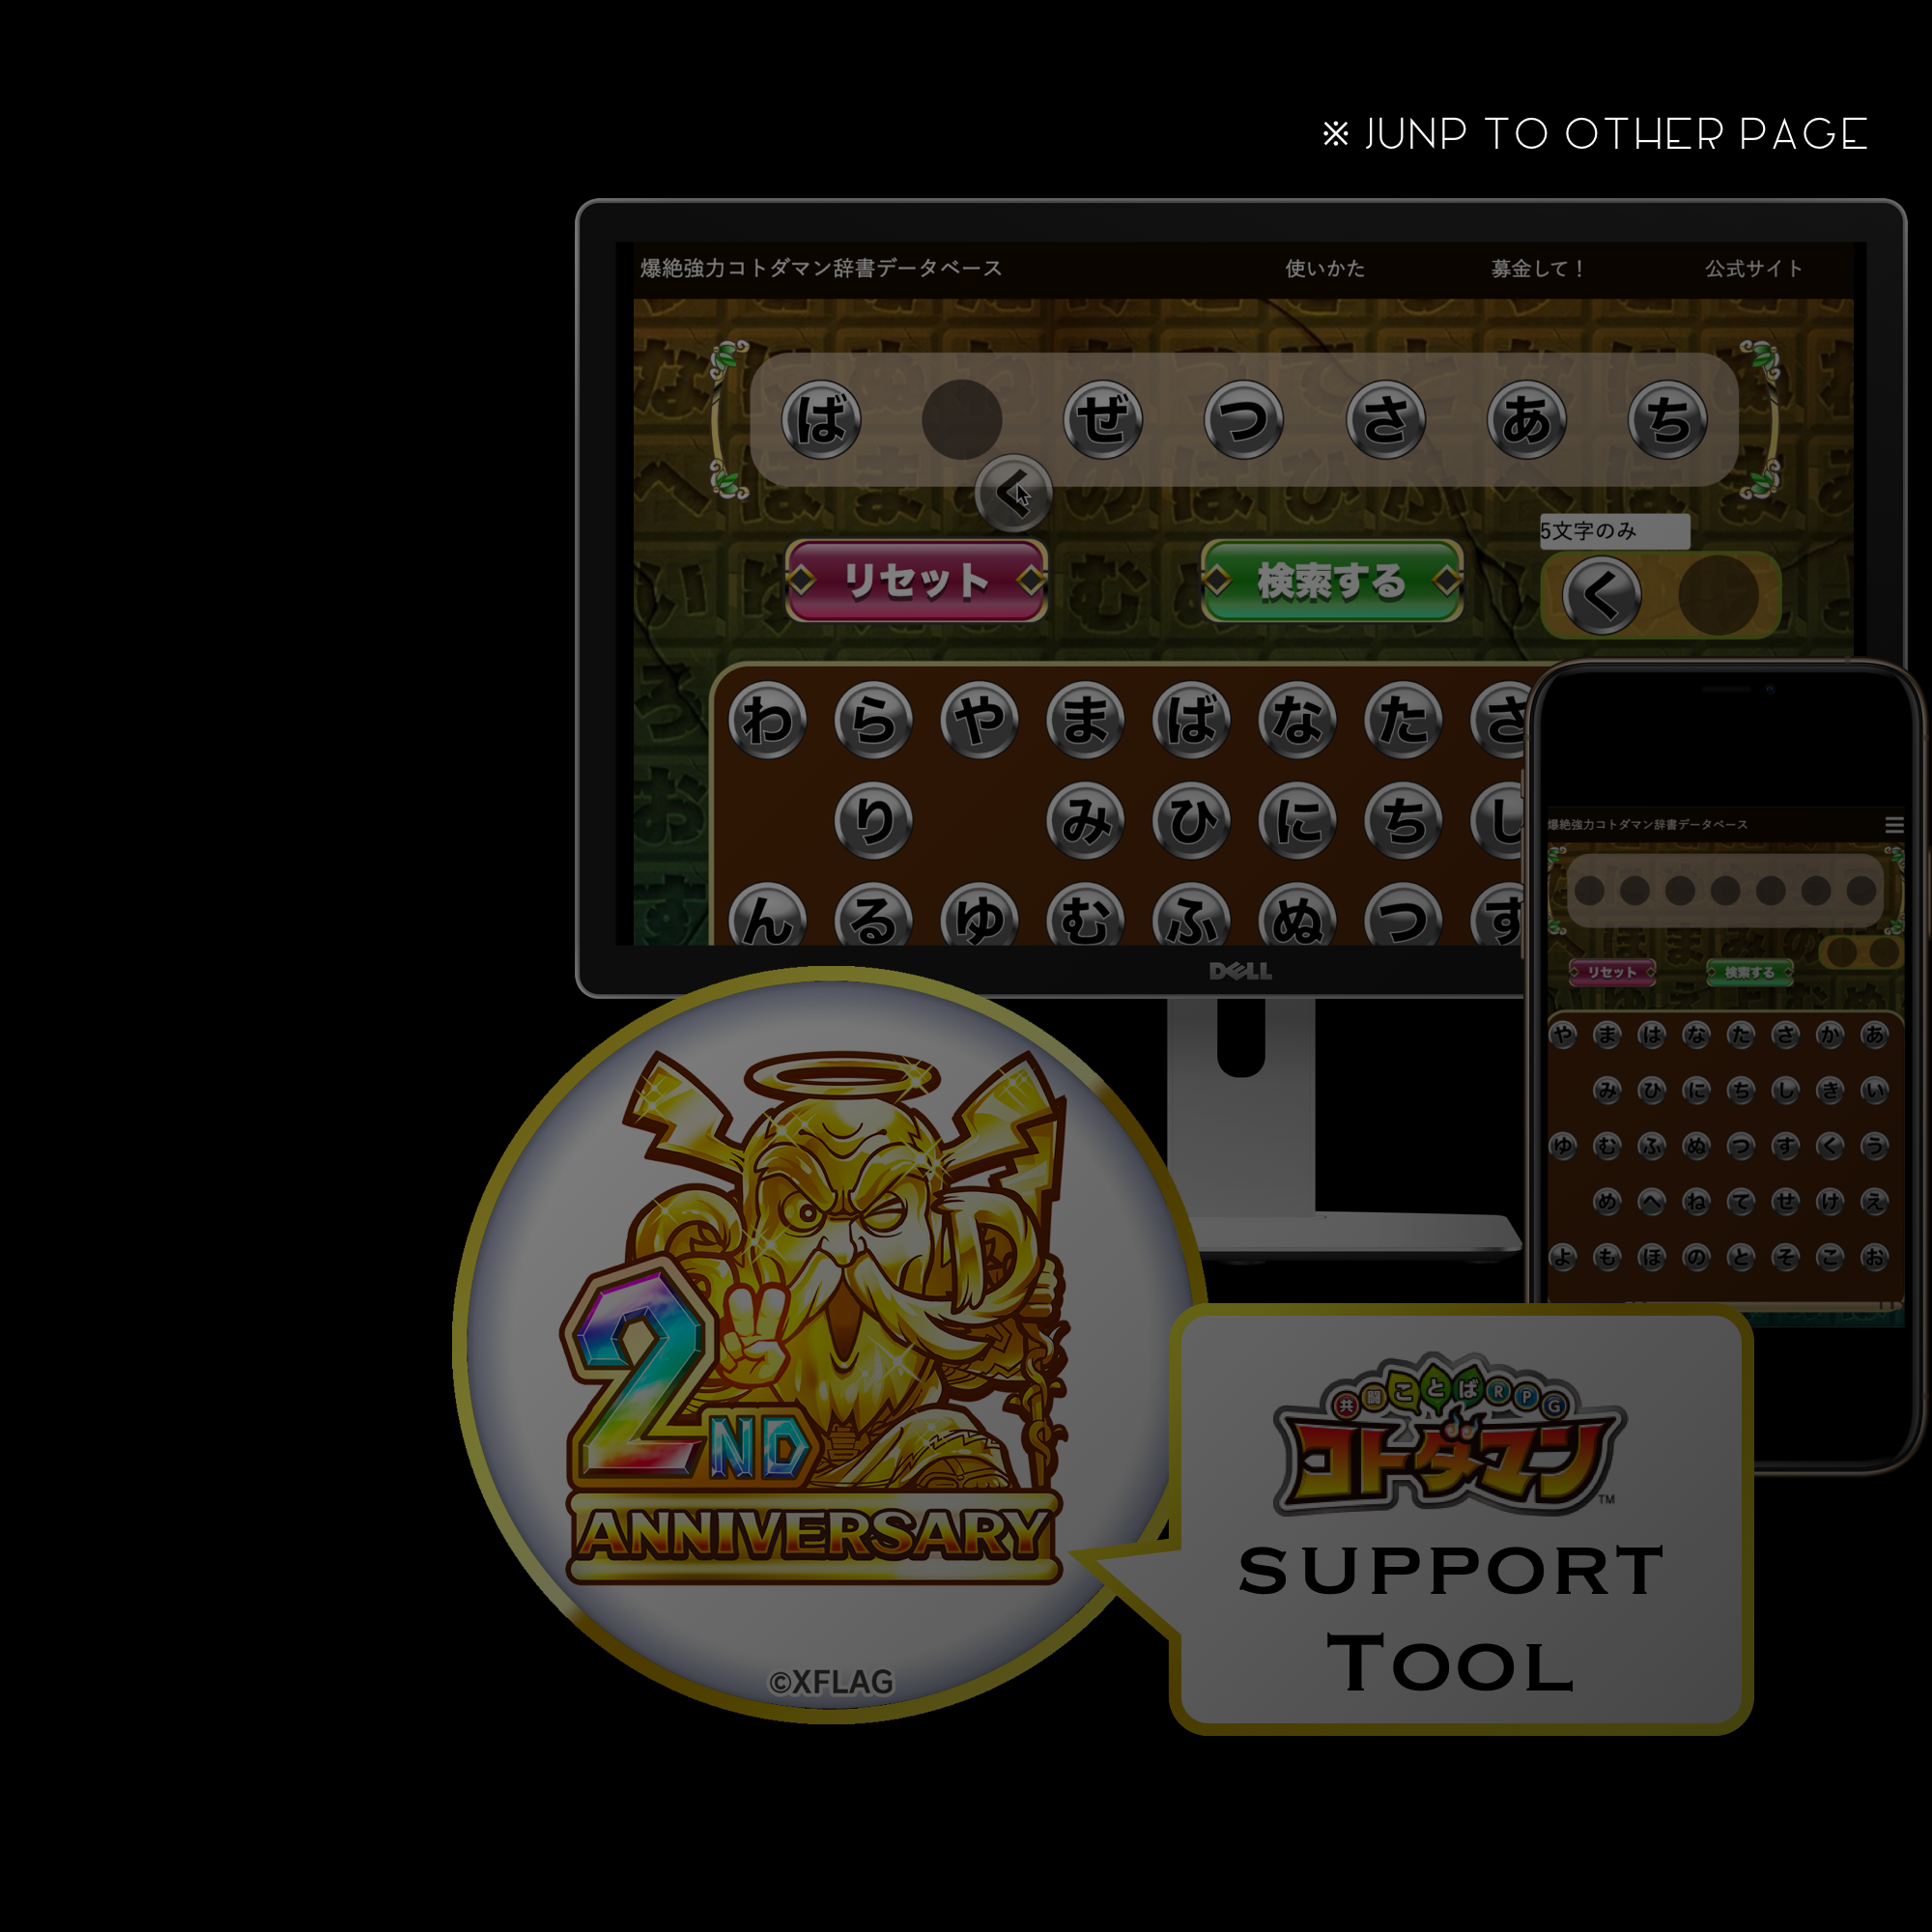 ※ JUNP TO OTHER PAGE
爆絶強力コトダマン辞書データベース 使いかた 募金して！ 公式サイト
ば ぜ つ さ あ ち
く
5文字のみ
リセット 検索する く
わ ら や ま ば な た さ
り み ひ に ち し
ん る ゆ む ふ ぬ つ す
DELL
爆絶強力コトダマン辞書データベース
リセット 検索する
や ま は な た さ か あ
み ひ に ち し き い
ゆ む ふ ぬ つ す く う
め へ ね て せ け え
よ も ほ の と そ こ お
2ND
ANNIVERSARY
©XFLAG
共闘ことばRPG
コトダマン™
SUPPORT
TOOL